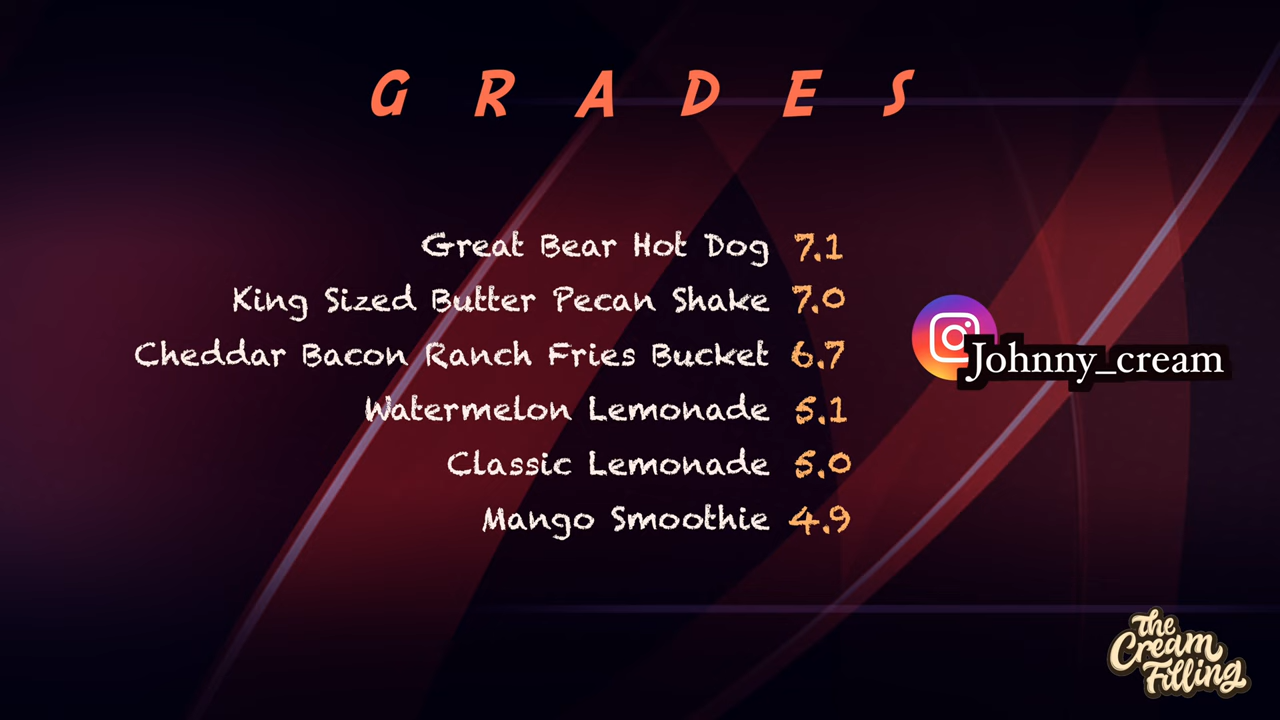 GRADES
Great Bear Hot Dog 7.1
King Sized Butter Pecan Shake 7.0
Cheddar Bacon Ranch Fries Bucket 6.7
Johnny_cream
Watermelon Lemonade 5.1
Classic Lemonade 5.0
Mango Smoothie 4.9
The
Cream
Filling